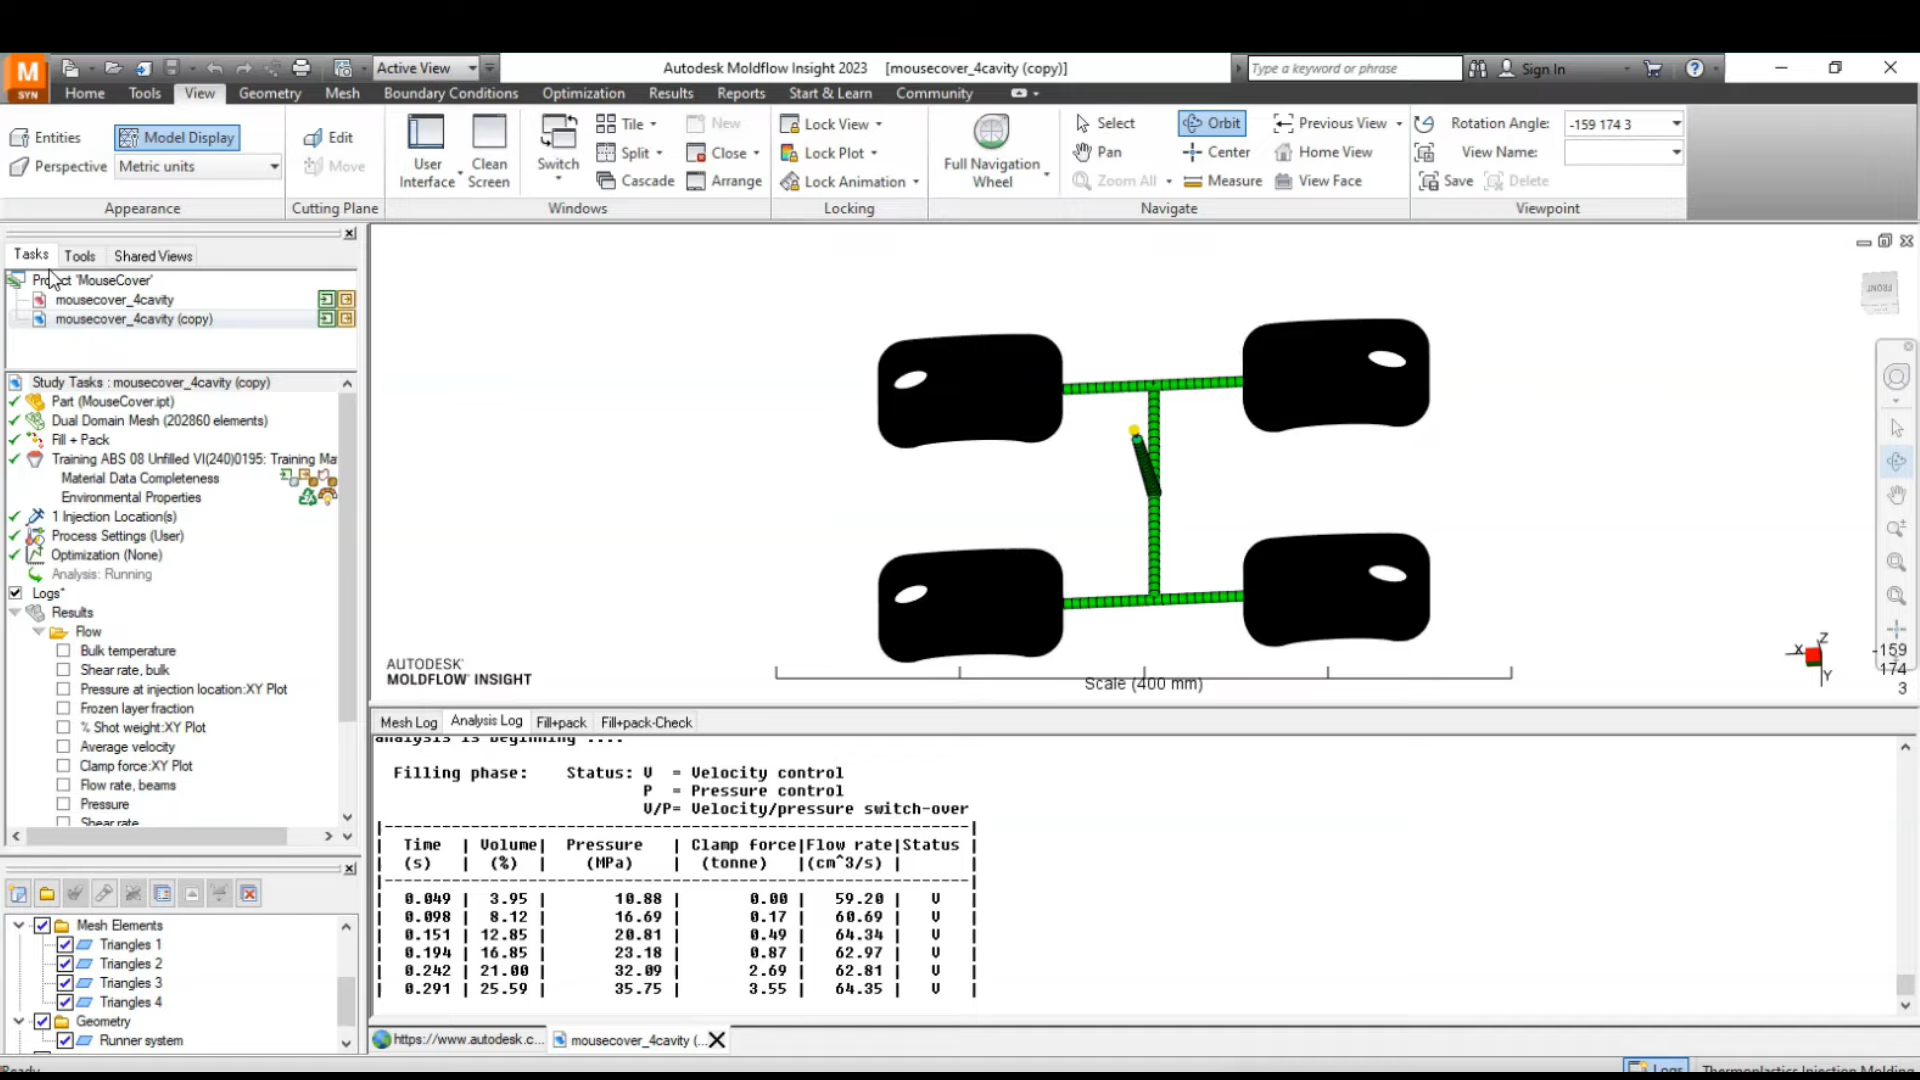 M
SYN
Active View
Autodesk Moldflow Insight 2023 [mousecover_4cavity (copy)]
Type a keyword or phrase
Sign In
Home Tools View Geometry Mesh Boundary Conditions Optimization Results Reports Start & Learn Community
Entities Model Display Edit Tile New Lock View Select Orbit Previous View Rotation Angle: -159 174 3
Perspective Metric units Move User Interface Clean Screen Switch Split Close Lock Plot Full Navigation Wheel Pan Center Home View View Name:
Cascade Arrange Lock Animation Zoom All Measure View Face Save Delete
Appearance Cutting Plane Windows Locking Navigate Viewpoint
Tasks Tools Shared Views
Project 'MouseCover'
mousecover_4cavity
mousecover_4cavity (copy)
Study Tasks : mousecover_4cavity (copy)
Part (MouseCover.ipt)
Dual Domain Mesh (202860 elements)
Fill + Pack
Training ABS 08 Unfilled VI(240)0195: Training Ma
Material Data Completeness
Environmental Properties
1 Injection Location(s)
Process Settings (User)
Optimization (None)
Analysis: Running
Logs*
Results
Flow
Bulk temperature
Shear rate, bulk
Pressure at injection location:XY Plot
Frozen layer fraction
% Shot weight:XY Plot
Average velocity
Clamp force:XY Plot
Flow rate, beams
Pressure
Shear rate
Mesh Elements
Triangles 1
Triangles 2
Triangles 3
Triangles 4
Geometry
Runner system
FRONT
AUTODESK
MOLDFLOW INSIGHT
Scale (400 mm)
Z
X
Y
-159
174
3
Mesh Log Analysis Log Fill+pack Fill+pack-Check
analysis is beginning ....
Filling phase: Status: V = Velocity control
P = Pressure control
V/P= Velocity/pressure switch-over
|--------------------------------------------------------------------------|
| Time | Volume| Pressure | Clamp force|Flow rate|Status |
| (s) | (%) | (MPa) | (tonne) |(cm^3/s) | |
|--------------------------------------------------------------------------|
| 0.049 | 3.95 | 10.88 | 0.00 | 59.20 | V |
| 0.098 | 8.12 | 16.69 | 0.17 | 60.69 | V |
| 0.151 | 12.85 | 20.81 | 0.49 | 64.34 | V |
| 0.194 | 16.85 | 23.18 | 0.87 | 62.97 | V |
| 0.242 | 21.00 | 32.09 | 2.69 | 62.81 | V |
| 0.291 | 25.59 | 35.75 | 3.55 | 64.35 | V |
https://www.autodesk.c... mousecover_4cavity (...
Ready Logs Thermoplastics Injection Molding